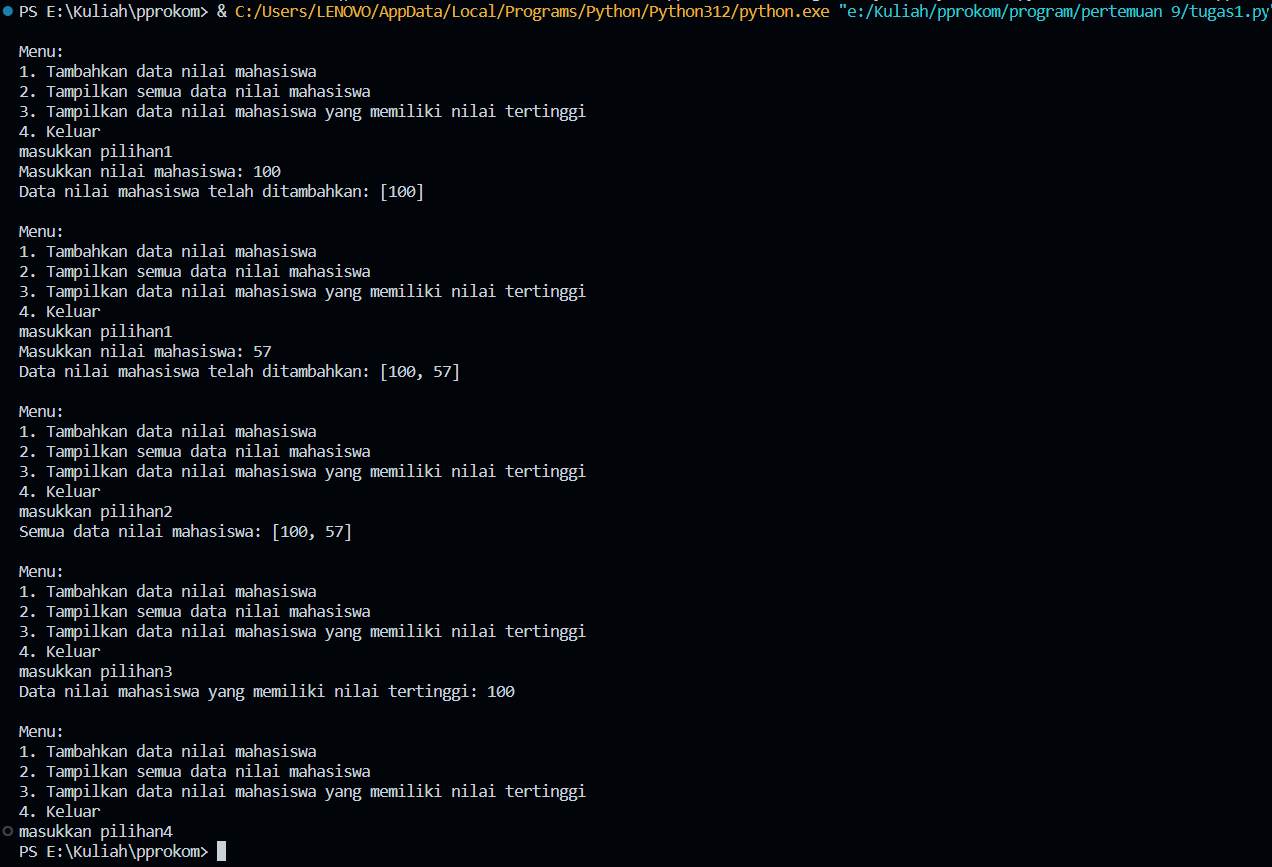 PS E:\Kuliah\pprokom> & C:/Users/LENOVO/AppData/Local/Programs/Python/Python312/python.exe "e:/Kuliah/pprokom/program/pertemuan 9/tugas1.py"
Menu:
1. Tambahkan data nilai mahasiswa
2. Tampilkan semua data nilai mahasiswa
3. Tampilkan data nilai mahasiswa yang memiliki nilai tertinggi
4. Keluar
masukkan pilihan1
Masukkan nilai mahasiswa: 100
Data nilai mahasiswa telah ditambahkan: [100]
Menu:
1. Tambahkan data nilai mahasiswa
2. Tampilkan semua data nilai mahasiswa
3. Tampilkan data nilai mahasiswa yang memiliki nilai tertinggi
4. Keluar
masukkan pilihan1
Masukkan nilai mahasiswa: 57
Data nilai mahasiswa telah ditambahkan: [100, 57]
Menu:
1. Tambahkan data nilai mahasiswa
2. Tampilkan semua data nilai mahasiswa
3. Tampilkan data nilai mahasiswa yang memiliki nilai tertinggi
4. Keluar
masukkan pilihan2
Semua data nilai mahasiswa: [100, 57]
Menu:
1. Tambahkan data nilai mahasiswa
2. Tampilkan semua data nilai mahasiswa
3. Tampilkan data nilai mahasiswa yang memiliki nilai tertinggi
4. Keluar
masukkan pilihan3
Data nilai mahasiswa yang memiliki nilai tertinggi: 100
Menu:
1. Tambahkan data nilai mahasiswa
2. Tampilkan semua data nilai mahasiswa
3. Tampilkan data nilai mahasiswa yang memiliki nilai tertinggi
4. Keluar
masukkan pilihan4
PS E:\Kuliah\pprokom>